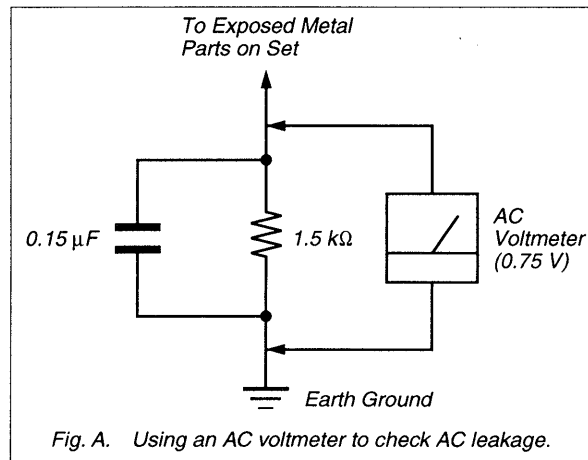 To Exposed Metal
Parts on Set
0.15 μF
1.5 kΩ
AC
Voltmeter
(0.75 V)
Earth Ground
Fig. A. Using an AC voltmeter to check AC leakage.